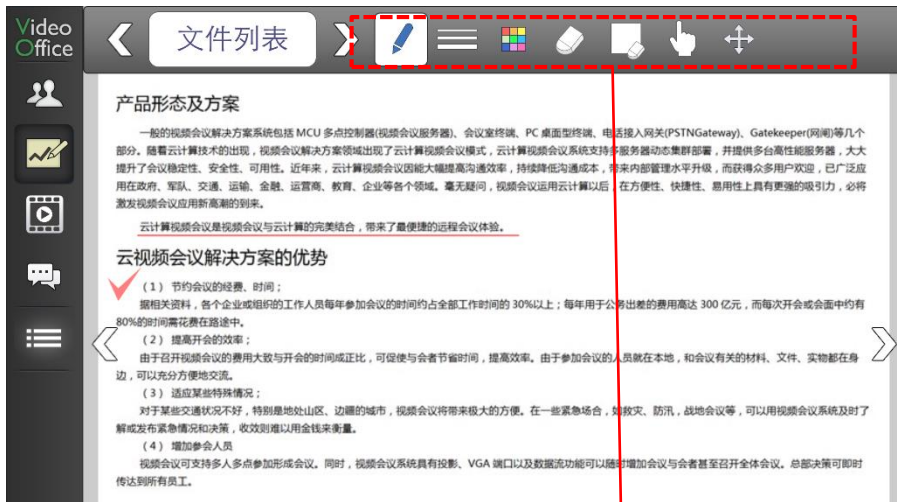 Video
Office
文件列表
产品形态及方案
一般的视频会议解决方案系统包括 MCU 多点控制器(视频会议服务器)、会议室终端、PC 桌面型终端、电话接入网关(PSTNGateway)、Gatekeeper(网闸)等几个
部分。随着云计算技术的出现，视频会议解决方案领域出现了云计算视频会议模式，云计算视频会议系统支持多服务器动态集群部署，并提供多台高性能服务器，大大
提升了会议稳定性、安全性、可用性。近年来，云计算视频会议因能大幅提高沟通效率，持续降低沟通成本，带来内部管理水平升级，而获得众多用户欢迎，已广泛应
用在政府、军队、交通、运输、金融、运营商、教育、企业等各个领域。毫无疑问，视频会议运用云计算以后，在方便性、快捷性、易用性上具有更强的吸引力，必将
激发视频会议应用新高潮的到来。
云计算视频会议是视频会议与云计算的完美结合，带来了最便捷的远程会议体验。
云视频会议解决方案的优势
（1）节约会议的经费、时间；
据相关资料，各个企业或组织的工作人员每年参加会议的时间约占全部工作时间的 30%以上；每年用于公务出差的费用高达 300 亿元，而每次开会或会面中约有
80%的时间需花费在路途中。
（2）提高开会的效率；
由于召开视频会议的费用大致与开会的时间成正比，可促使与会者节省时间，提高效率。由于参加会议的人员就在本地，和会议有关的材料、文件、实物都在身
边，可以充分方便地交流。
（3）适应某些特殊情况；
对于某些交通状况不好，特别是地处山区、边疆的城市，视频会议将带来极大的方便。在一些紧急场合，如救灾、防汛，战地会议等，可以用视频会议系统及时了
解或发布紧急情况和决策，收效则难以用金钱来衡量。
（4）增加参会人员
视频会议可支持多人多点参加形成会议。同时，视频会议系统具有投影、VGA 端口以及数据流功能可以随时增加会议与会者甚至召开全体会议。总部决策可即时
传达到所有员工。